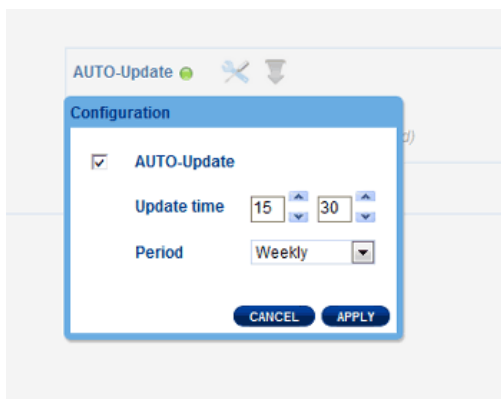 AUTO-Update
Configuration
d)
AUTO-Update
Update time 15 30
Period Weekly
CANCEL APPLY